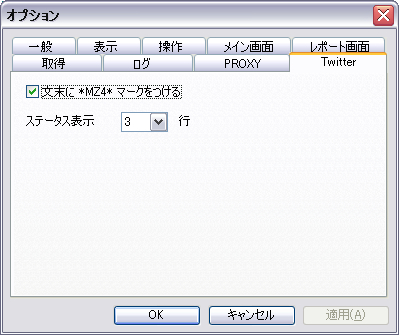 オプション
一般 表示 操作 メイン画面 レポート画面
取得 ログ PROXY Twitter
文末に *MZ4* マークをつける
ステータス表示 3 行
OK キャンセル 適用(A)